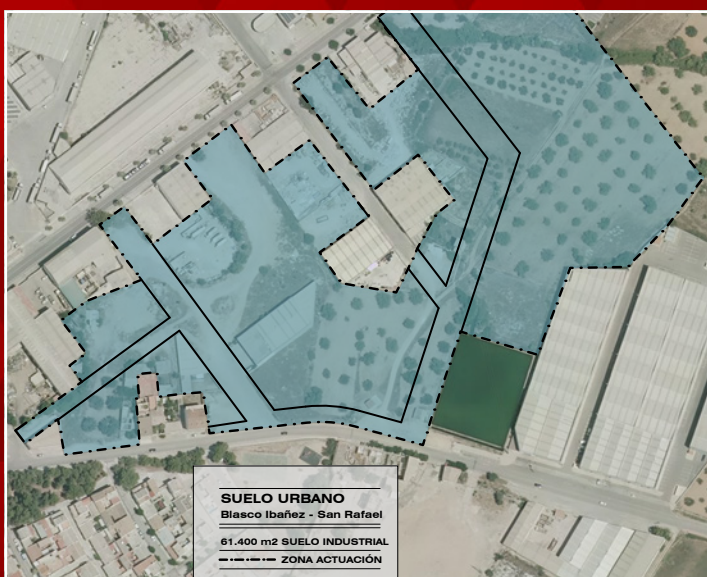 SUELO URBANO
Blasco Ibañez - San Rafael
61.400 m2 SUELO INDUSTRIAL
ZONA ACTUACIÓN